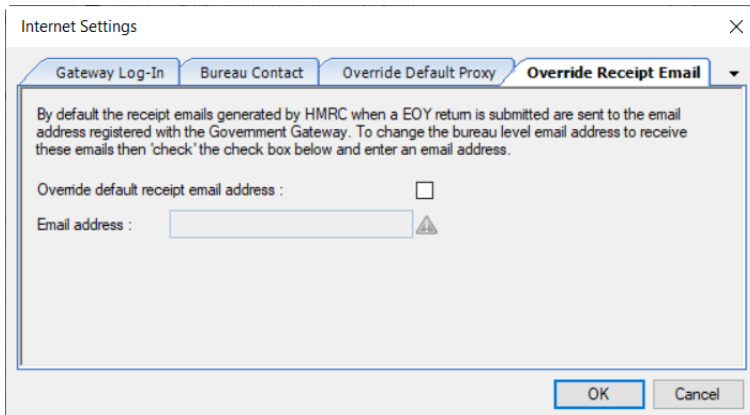 Internet Settings
Gateway Log-In
Bureau Contact
Override Default Proxy
Override Receipt Email
By default the receipt emails generated by HMRC when a EOY return is submitted are sent to the email
address registered with the Government Gateway. To change the bureau level email address to receive
these emails then 'check' the check box below and enter an email address.
Override default receipt email address :
Email address :
OK
Cancel